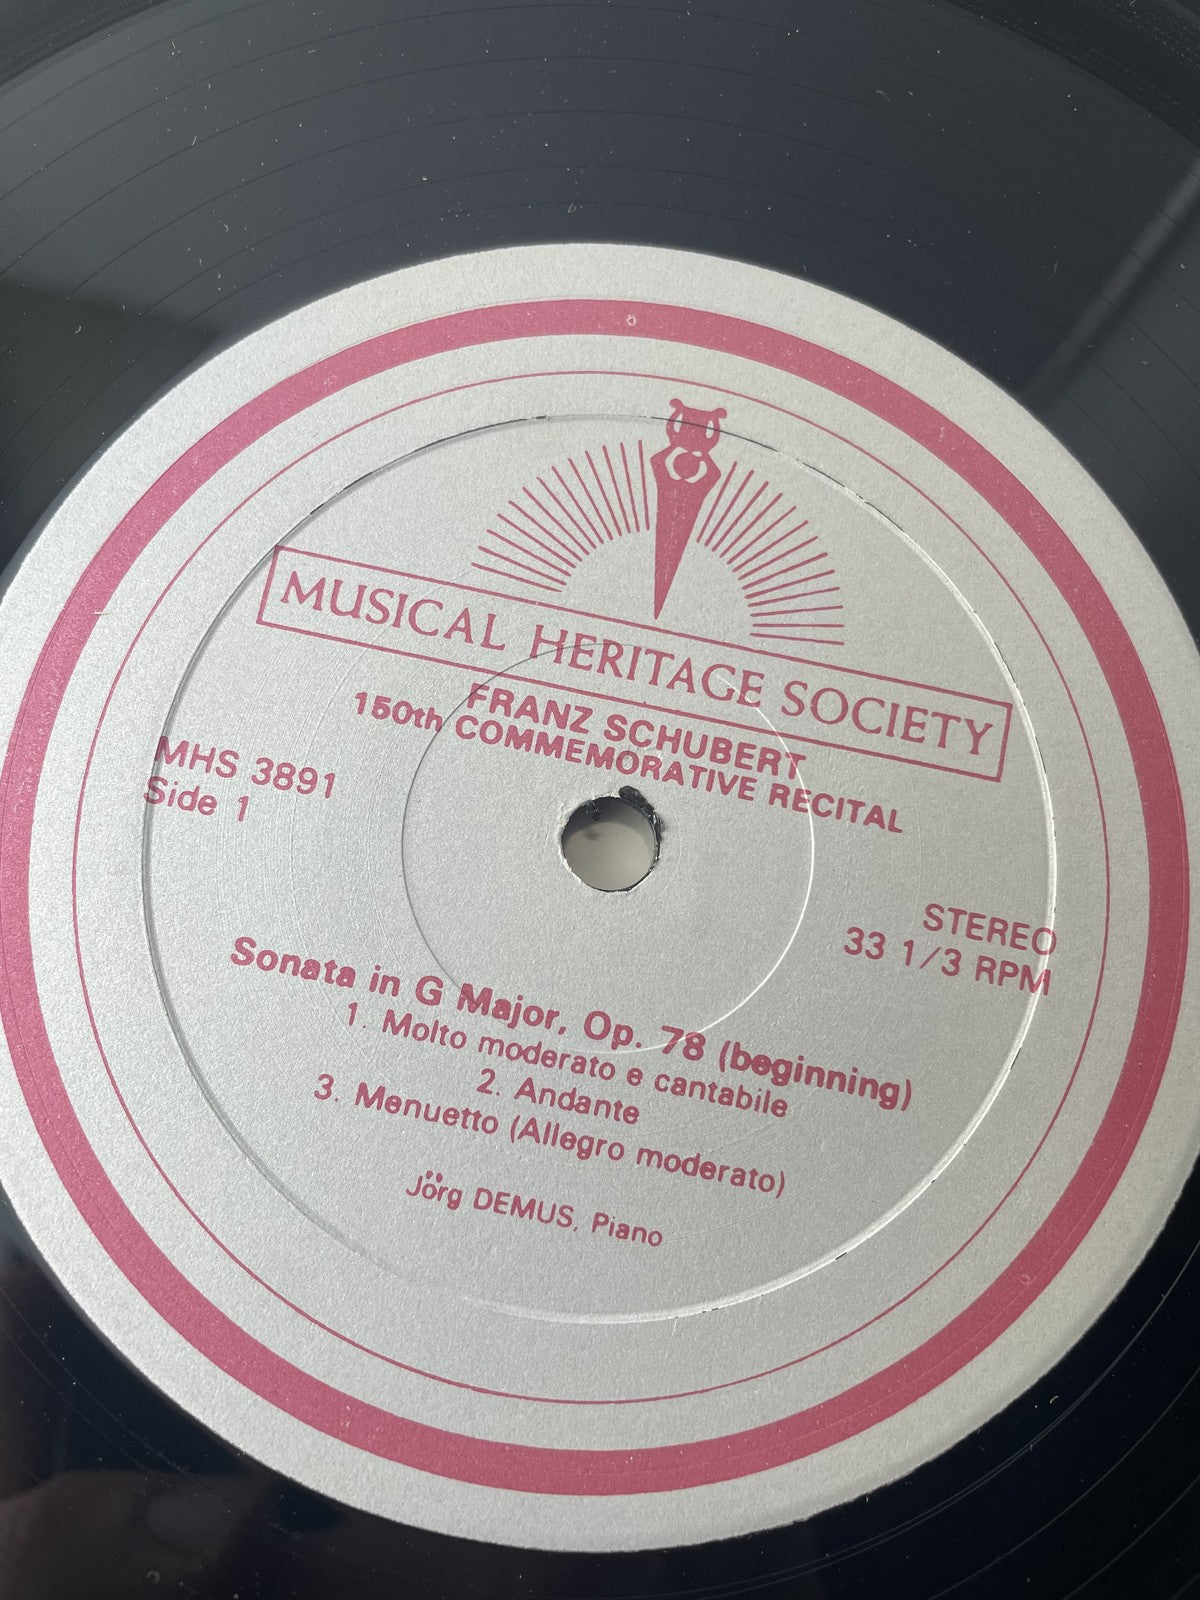 MUSICAL HERITAGE SOCIETY
FRANZ SCHUBERT
150th COMMEMORATIVE RECITAL
MHS 3891
Side 1
STEREO
33 1/3 RPM
Sonata in G Major, Op. 78 (beginning)
1. Molto moderato e cantabile
2. Andante
3. Menuetto (Allegro moderato)
Jörg DEMUS, Piano